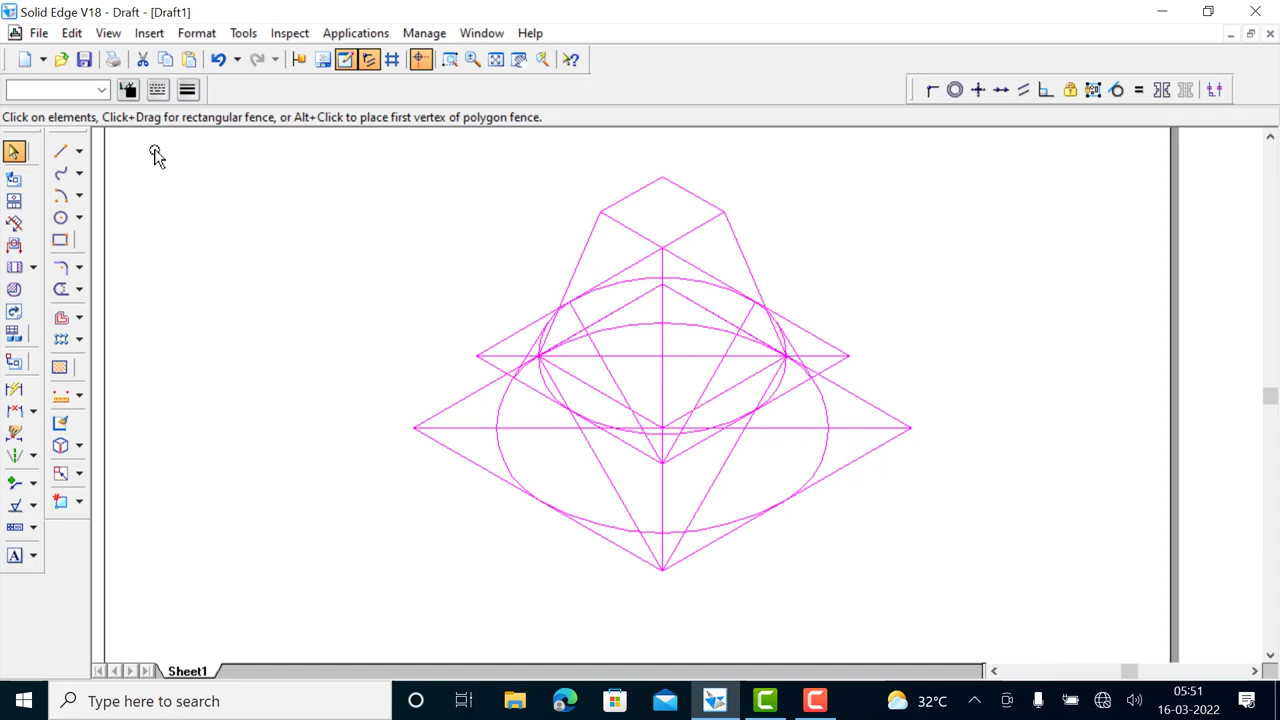 Solid Edge V18 - Draft - [Draft1]
File Edit View Insert Format Tools Inspect Applications Manage Window Help
Click on elements, Click+Drag for rectangular fence, or Alt+Click to place first vertex of polygon fence.
A
Sheet1
Type here to search
32°C
05:51
16-03-2022